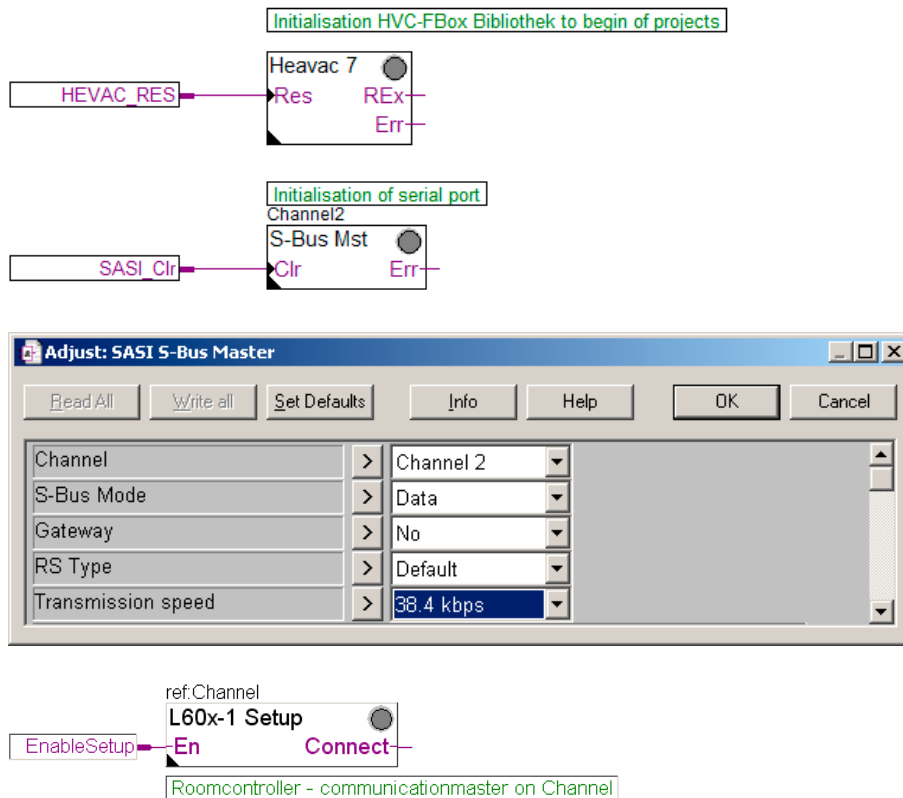 Initialisation HVC-FBox Bibliothek to begin of projects
Heavac 7
HEVAC_RES Res REx
Err
Initialisation of serial port
Channel2
S-Bus Mst
SASI_Clr Clr Err
Adjust: SASI S-Bus Master
Read All Write all Set Defaults Info Help OK Cancel
Channel > Channel 2
S-Bus Mode > Data
Gateway > No
RS Type > Default
Transmission speed > 38.4 kbps
ref:Channel
L60x-1 Setup
EnableSetup En Connect
Roomcontroller - communicationmaster on Channel